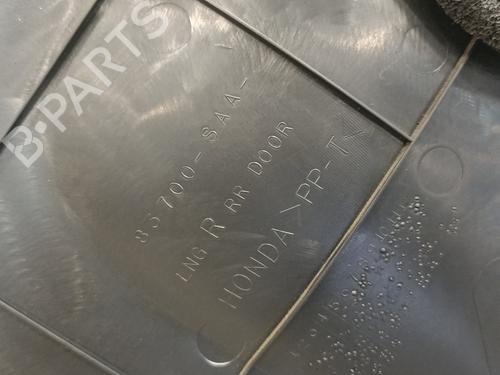 B-PARTS
83700-SAA-
LNG R RR DOOR
HONDA >PP-T<